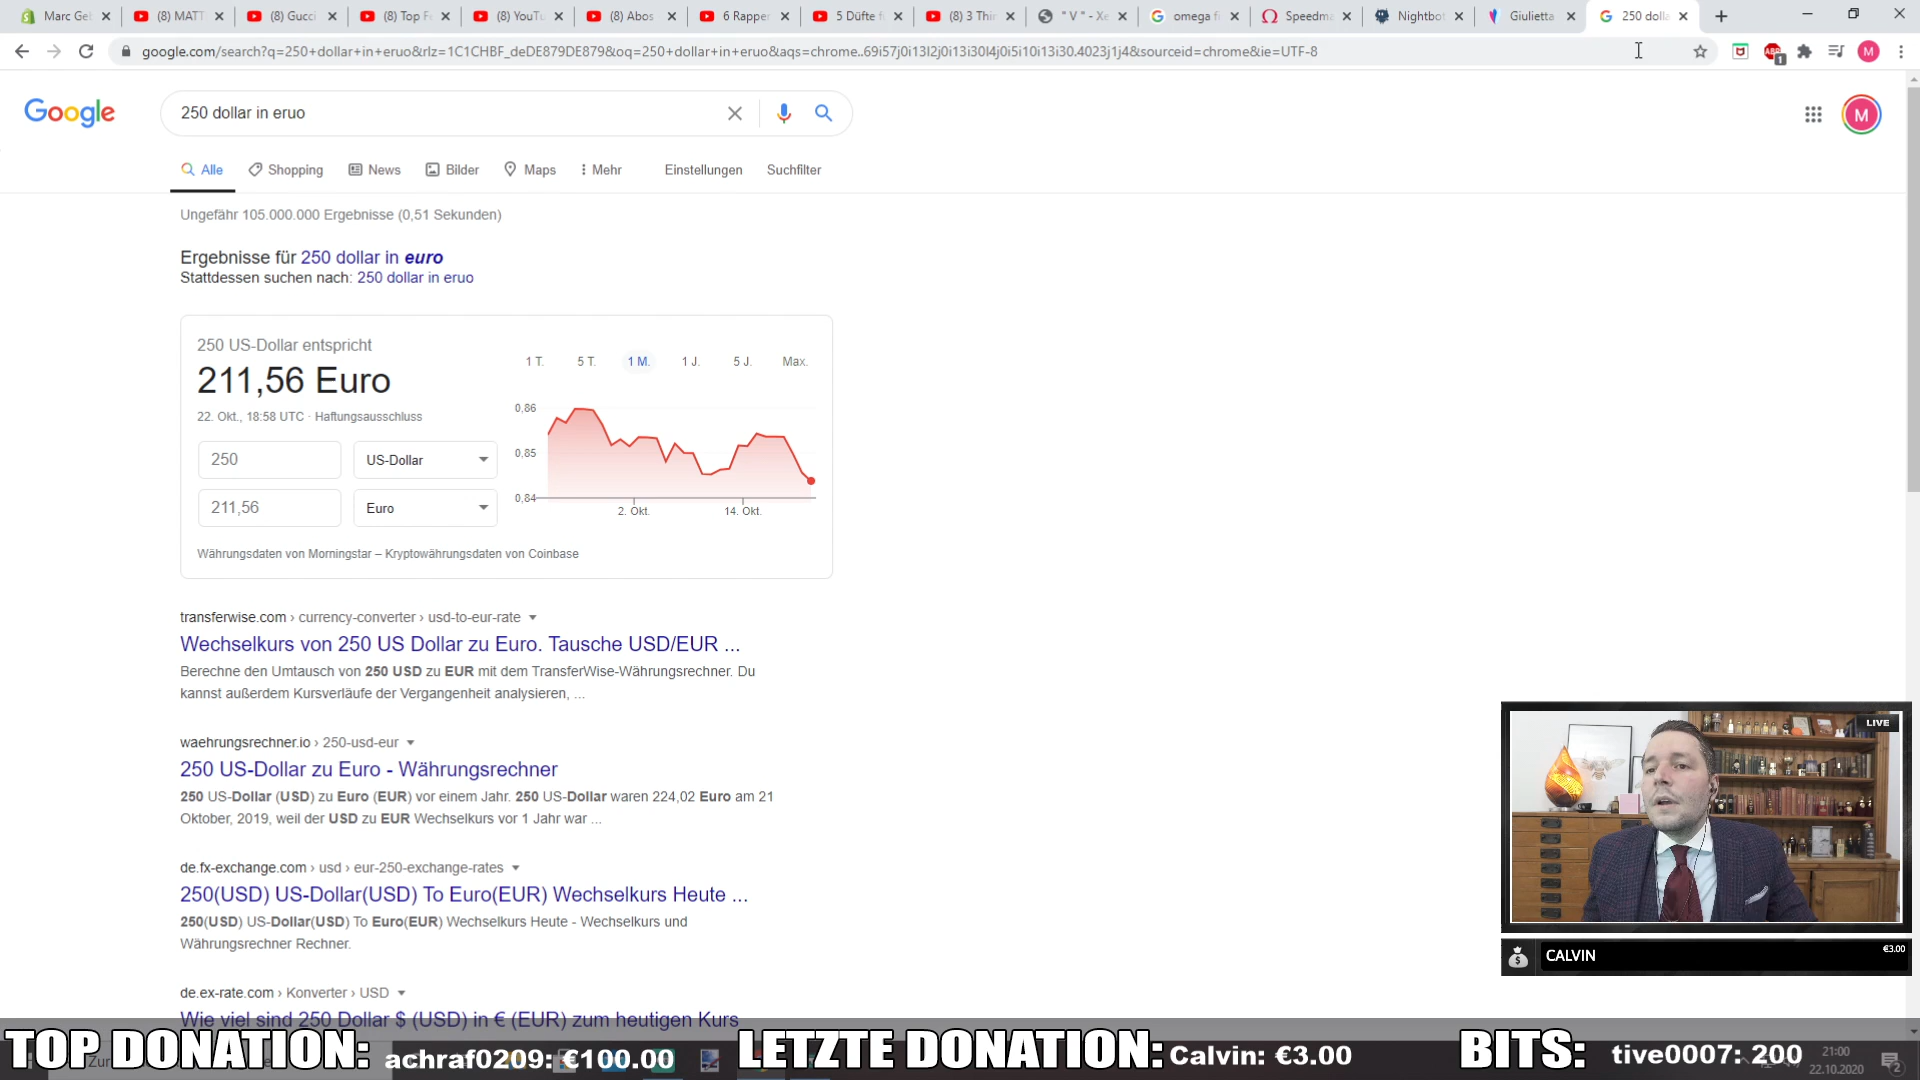 Marc Gel
(8) MATT
(8) Gucci
(8) Top F
(8) YouTu
(8) Abos
6 Rapper
5 Düfte f
(8) 3 Thin
" V " - Xe
omega fi
Speedma
Nightbot
Giulietta
250 dolla
google.com/search?q=250+dollar+in+eruo&rlz=1C1CHBF_deDE879DE879&oq=250+dollar+in+eruo&aqs=chrome..69i57j0i13l2j0i13i30l4j0i5i10i13i30.4023j1j4&sourceid=chrome&ie=UTF-8
ABP
1
M
Google
250 dollar in eruo
M
Alle
Shopping
News
Bilder
Maps
Mehr
Einstellungen
Suchfilter
Ungefähr 105.000.000 Ergebnisse (0,51 Sekunden)
Ergebnisse für 250 dollar in euro
Stattdessen suchen nach: 250 dollar in eruo
250 US-Dollar entspricht
211,56 Euro
22. Okt., 18:58 UTC · Haftungsausschluss
250
US-Dollar
211,56
Euro
1 T.
5 T.
1 M.
1 J.
5 J.
Max.
0,86
0,85
0,84
2. Okt.
14. Okt.
Währungsdaten von Morningstar – Kryptowährungsdaten von Coinbase
transferwise.com › currency-converter › usd-to-eur-rate
Wechselkurs von 250 US Dollar zu Euro. Tausche USD/EUR ...
Berechne den Umtausch von 250 USD zu EUR mit dem TransferWise-Währungsrechner. Du
kannst außerdem Kursverläufe der Vergangenheit analysieren, ...
waehrungsrechner.io › 250-usd-eur
250 US-Dollar zu Euro - Währungsrechner
250 US-Dollar (USD) zu Euro (EUR) vor einem Jahr. 250 US-Dollar waren 224,02 Euro am 21
Oktober, 2019, weil der USD zu EUR Wechselkurs vor 1 Jahr war ...
de.fx-exchange.com › usd › eur-250-exchange-rates
250(USD) US-Dollar(USD) To Euro(EUR) Wechselkurs Heute ...
250(USD) US-Dollar(USD) To Euro(EUR) Wechselkurs Heute - Wechselkurs und
Währungsrechner Rechner.
de.ex-rate.com › Konverter › USD
Wie viel sind 250 Dollar $ (USD) in € (EUR) zum heutigen Kurs
LIVE
CALVIN
€3.00
TOP DONATION: achraf0209: €100.00
LETZTE DONATION: Calvin: €3.00
BITS: tive0007: 200
Zur
21:00
22.10.2020
2